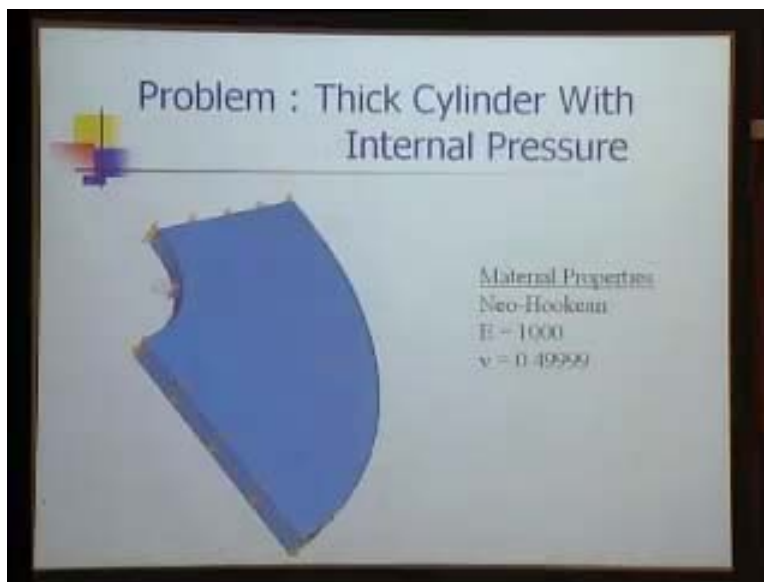 Problem : Thick Cylinder With
Internal Pressure
Material Properties
Neo-Hookean
E = 1000
ν = 0.49999